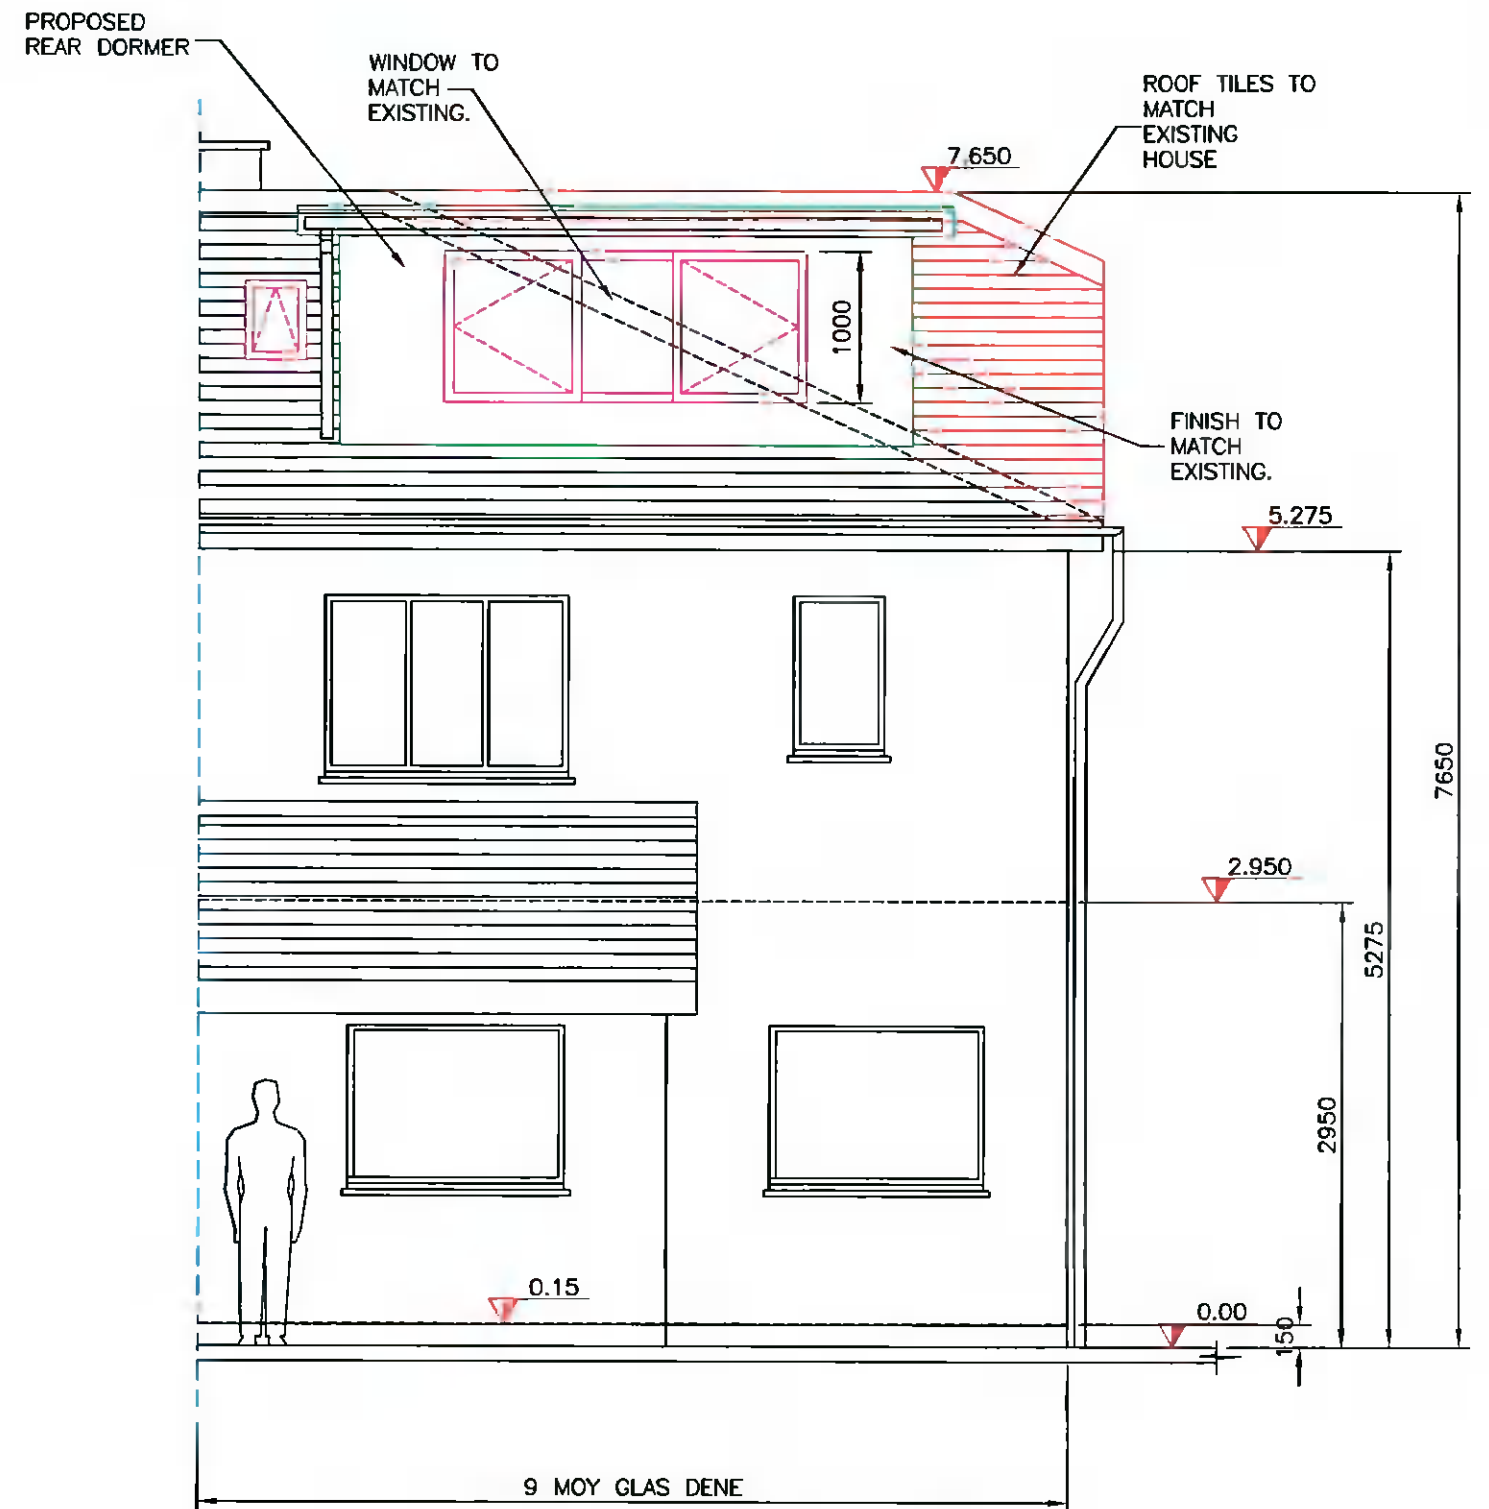 PROPOSED
REAR DORMER
WINDOW TO
MATCH
EXISTING.
ROOF TILES TO
MATCH
EXISTING
HOUSE
7.650
1000
FINISH TO
MATCH
EXISTING.
5.275
7650
2.950
5275
2950
0.15
0.00
150
9 MOY GLAS DENE